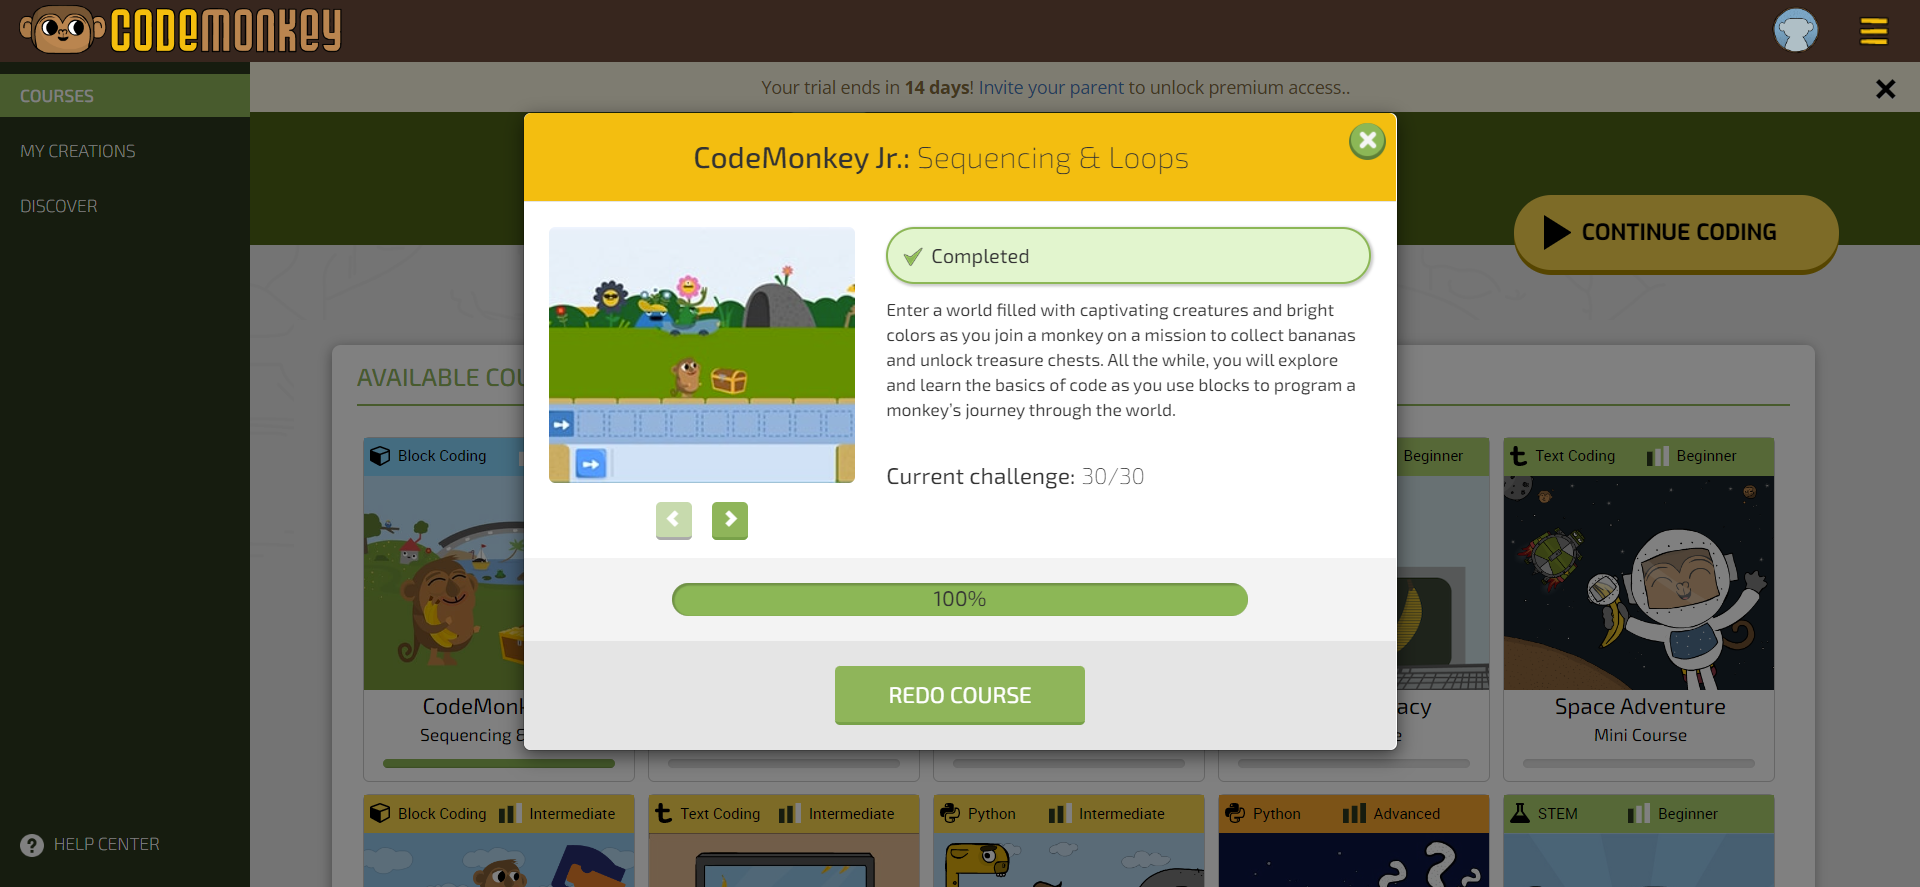 CODEMONKEY
Your trial ends in 14 days! Invite your parent to unlock premium access..
COURSES
MY CREATIONS
DISCOVER
HELP CENTER
CONTINUE CODING
CodeMonkey Jr.: Sequencing & Loops
Completed
Enter a world filled with captivating creatures and bright
colors as you join a monkey on a mission to collect bananas
and unlock treasure chests. All the while, you will explore
and learn the basics of code as you use blocks to program a
monkey's journey through the world.
Current challenge: 30/30
100%
REDO COURSE
AVAILABLE
Block Coding
Sequencing
Beginner
Text Coding Beginner
Space Adventure
Mini Course
Block Coding Intermediate
Text Coding Intermediate
Python Intermediate
Python Advanced
STEM Beginner